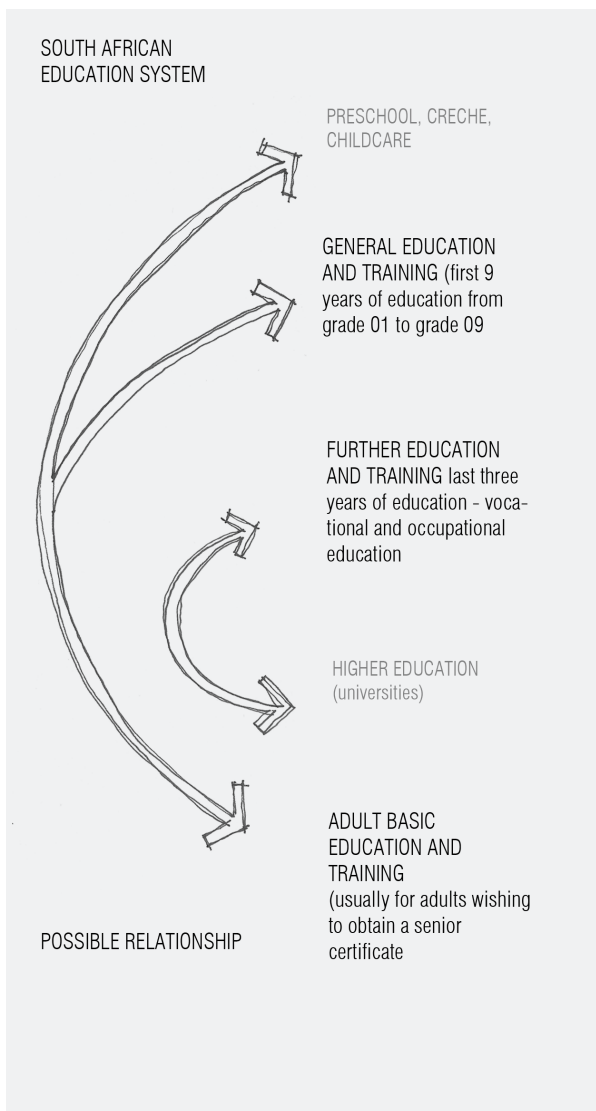 SOUTH AFRICAN
EDUCATION SYSTEM
PRESCHOOL, CRECHE,
CHILDCARE
GENERAL EDUCATION
AND TRAINING (first 9
years of education from
grade 01 to grade 09
FURTHER EDUCATION
AND TRAINING last three
years of education - voca-
tional and occupational
education
HIGHER EDUCATION
(universities)
ADULT BASIC
EDUCATION AND
TRAINING
(usually for adults wishing
to obtain a senior
certificate
POSSIBLE RELATIONSHIP